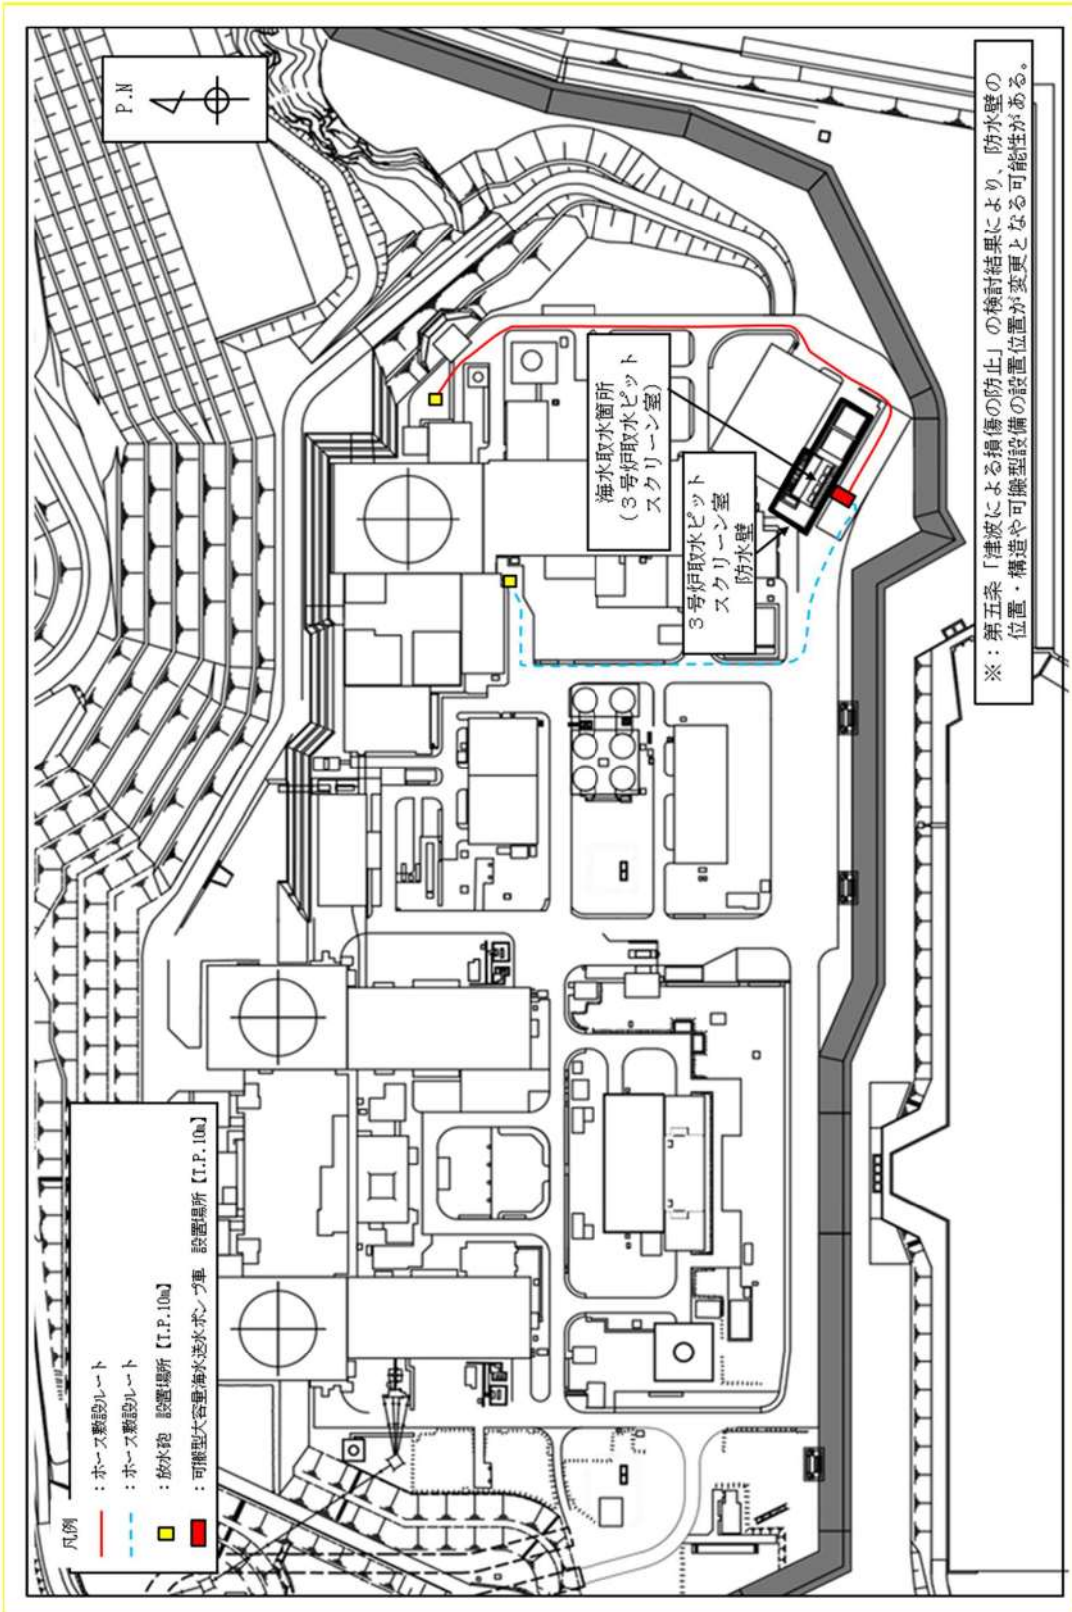 P.N
凡例
：ホース敷設ルート
：ホース敷設ルート
：放水砲　設置場所【T.P.10m】
：可搬型大容量海水送水ポンプ車　設置場所【T.P.10m】
海水取水箇所
（３号炉取水ピット
スクリーン室）
３号炉取水ピット
スクリーン室
防水壁
※：第五条「津波による損傷の防止」の検討結果により、防水壁の
位置・構造や可搬型設備の設置位置が変更となる可能性がある。